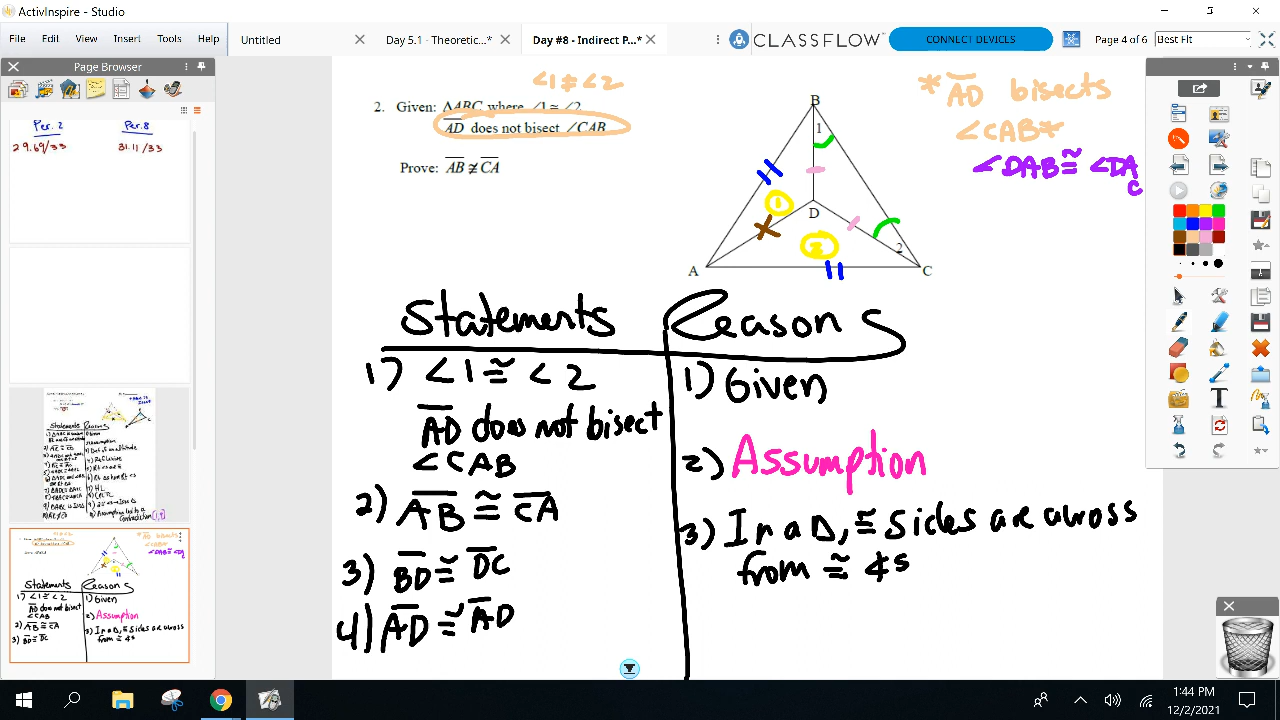 ActivInspire - Studio
File Edit View Insert Tools Help
Untitled
Day 5.1 - Theoretic...*
Day #8 - Indirect P...*
CLASSFLOW
CONNECT DEVICES
Page 4 of 6
Best Fit
Page Browser
Per. 2 Per. 8
29.69/33 31.11/33
∠1≠∠2
2. Given: ΔABC where ∠1 ≅ ∠2
AD does not bisect ∠CAB
Prove: AB ≇ CA
*AD bisects
∠CAB*
∠DAB≅∠DA
C
B
1
D
2
A
C
1
2
Statements Reasons
1) ∠1 ≅ ∠2
AD does not bisect
∠CAB
2) AB ≅ CA
3) BD ≅ DC
4) AD ≅ AD
1) Given
2) Assumption
3) In a Δ, ≅ sides are across
from ≅ ∡s
1:44 PM
12/2/2021